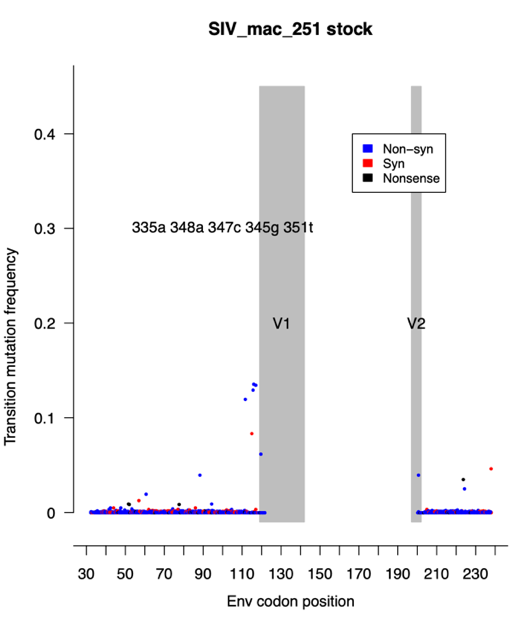 SIV_mac_251 stock
Transition mutation frequency
0.4
0.3
0.2
0.1
0
Non−syn
Syn
Nonsense
335a 348a 347c 345g 351t
V1
V2
30 50 70 90 110 130 150 170 190 210 230
Env codon position